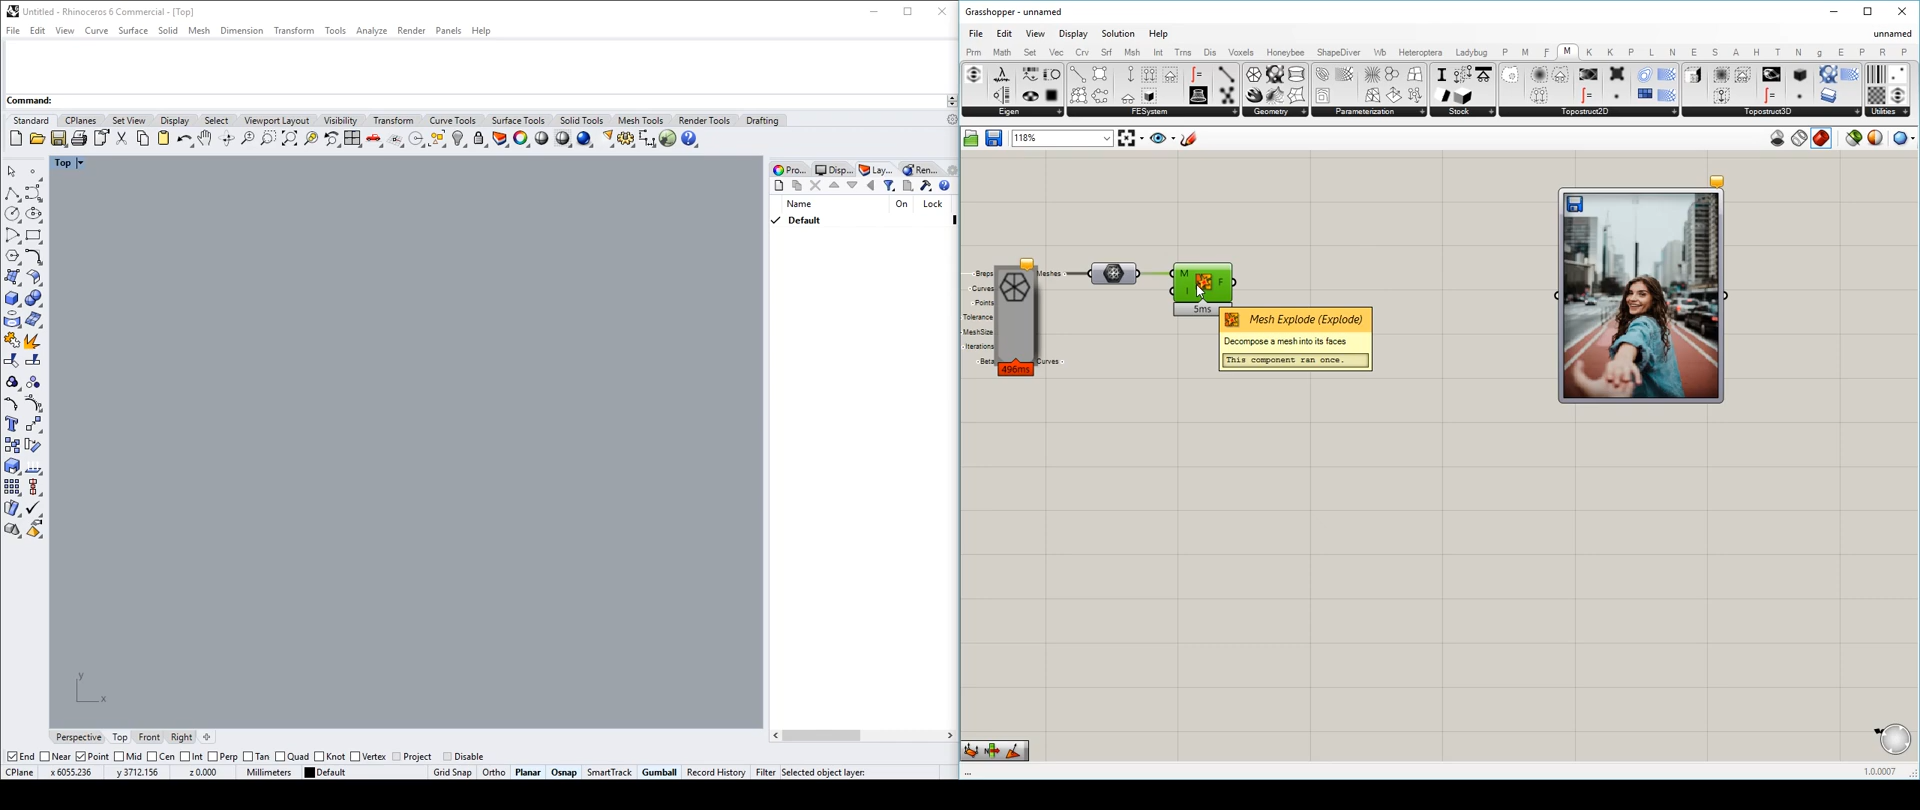 Untitled - Rhinoceros 6 Commercial - [Top]
File Edit View Curve Surface Solid Mesh Dimension Transform Tools Analyze Render Panels Help
Command:
Standard CPlanes Set View Display Select Viewport Layout Visibility Transform Curve Tools Surface Tools Solid Tools Mesh Tools Render Tools Drafting
Top
Pro... Disp... Lay... Ren...
Name On Lock
Default
y
x
Perspective Top Front Right
End Near Point Mid Cen Int Perp Tan Quad Knot Vertex Project Disable
CPlane x 6055.236 y 3712.156 z 0.000 Millimeters Default Grid Snap Ortho Planar Osnap SmartTrack Gumball Record History Filter Selected object layer:
Grasshopper - unnamed
File Edit View Display Solution Help unnamed
Prm Math Set Vec Crv Srf Msh Int Trns Dis Voxels Honeybee ShapeDiver Wb Heteroptera Ladybug P M F M K K P L N E S A H T N g E P R P
Eigen FESystem Geometry Parameterization Stock Topostruct2D Topostruct3D Utilities
118%
Breps Meshes
Curves
Points
Tolerance
MeshSize
Iterations
Beta Curves
496ms
M F
I
5ms
Mesh Explode (Explode)
Decompose a mesh into its faces
This component ran once.
...
1.0.0007